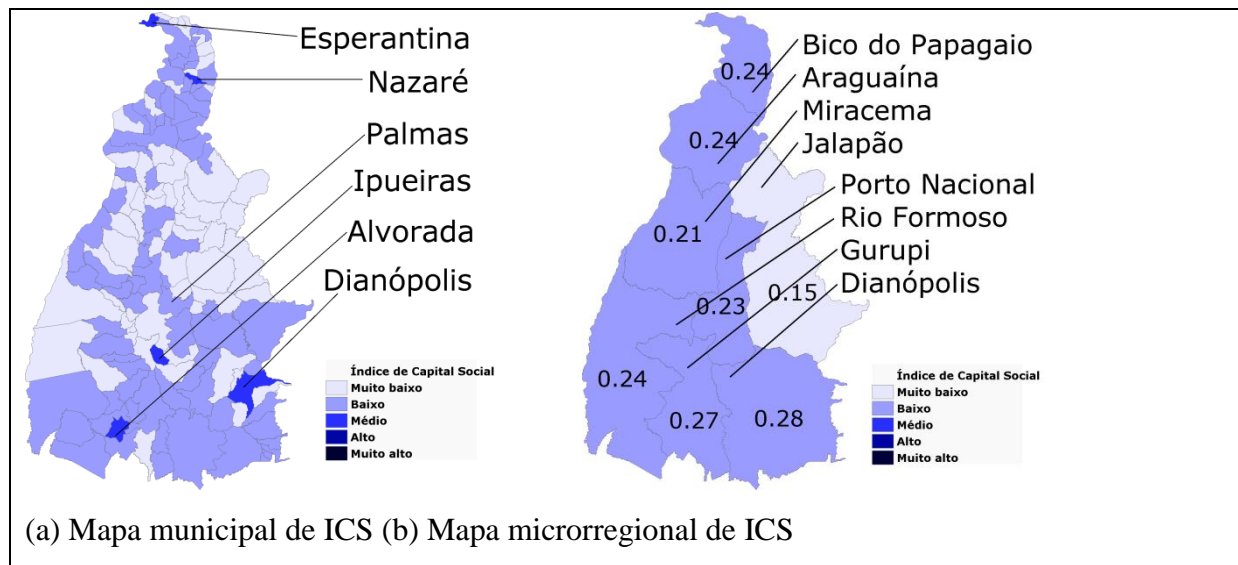 Esperantina
Nazaré
Palmas
Ipueiras
Alvorada
Dianópolis
Índice de Capital Social
Muito baixo
Baixo
Médio
Alto
Muito alto
Bico do Papagaio
Araguaína
Miracema
Jalapão
Porto Nacional
Rio Formoso
Gurupi
Dianópolis
0.24
0.24
0.21
0.15
0.23
0.24
0.27
0.28
Índice de Capital Social
Muito baixo
Baixo
Médio
Alto
Muito alto
(a) Mapa municipal de ICS (b) Mapa microrregional de ICS